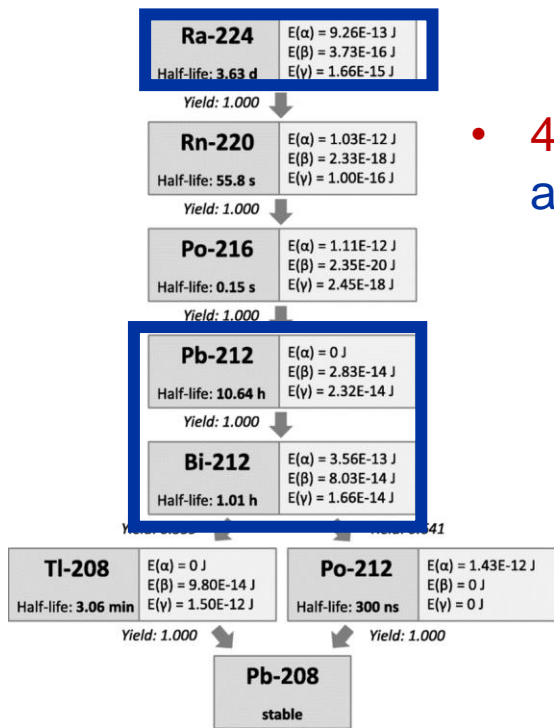 Ra-224
Half-life: 3.63 d
E(α) = 9.26E-13 J
E(β) = 3.73E-16 J
E(γ) = 1.66E-15 J
Yield: 1.000
Rn-220
Half-life: 55.8 s
E(α) = 1.03E-12 J
E(β) = 2.33E-18 J
E(γ) = 1.00E-16 J
• 4
a
Yield: 1.000
Po-216
Half-life: 0.15 s
E(α) = 1.11E-12 J
E(β) = 2.35E-20 J
E(γ) = 2.45E-18 J
Yield: 1.000
Pb-212
Half-life: 10.64 h
E(α) = 0 J
E(β) = 2.83E-14 J
E(γ) = 2.32E-14 J
Yield: 1.000
Bi-212
Half-life: 1.01 h
E(α) = 3.56E-13 J
E(β) = 8.03E-14 J
E(γ) = 1.66E-14 J
Tl-208
Half-life: 3.06 min
E(α) = 0 J
E(β) = 9.80E-14 J
E(γ) = 1.50E-12 J
Po-212
Half-life: 300 ns
E(α) = 1.43E-12 J
E(β) = 0 J
E(γ) = 0 J
Yield: 1.000
Yield: 1.000
Pb-208
stable